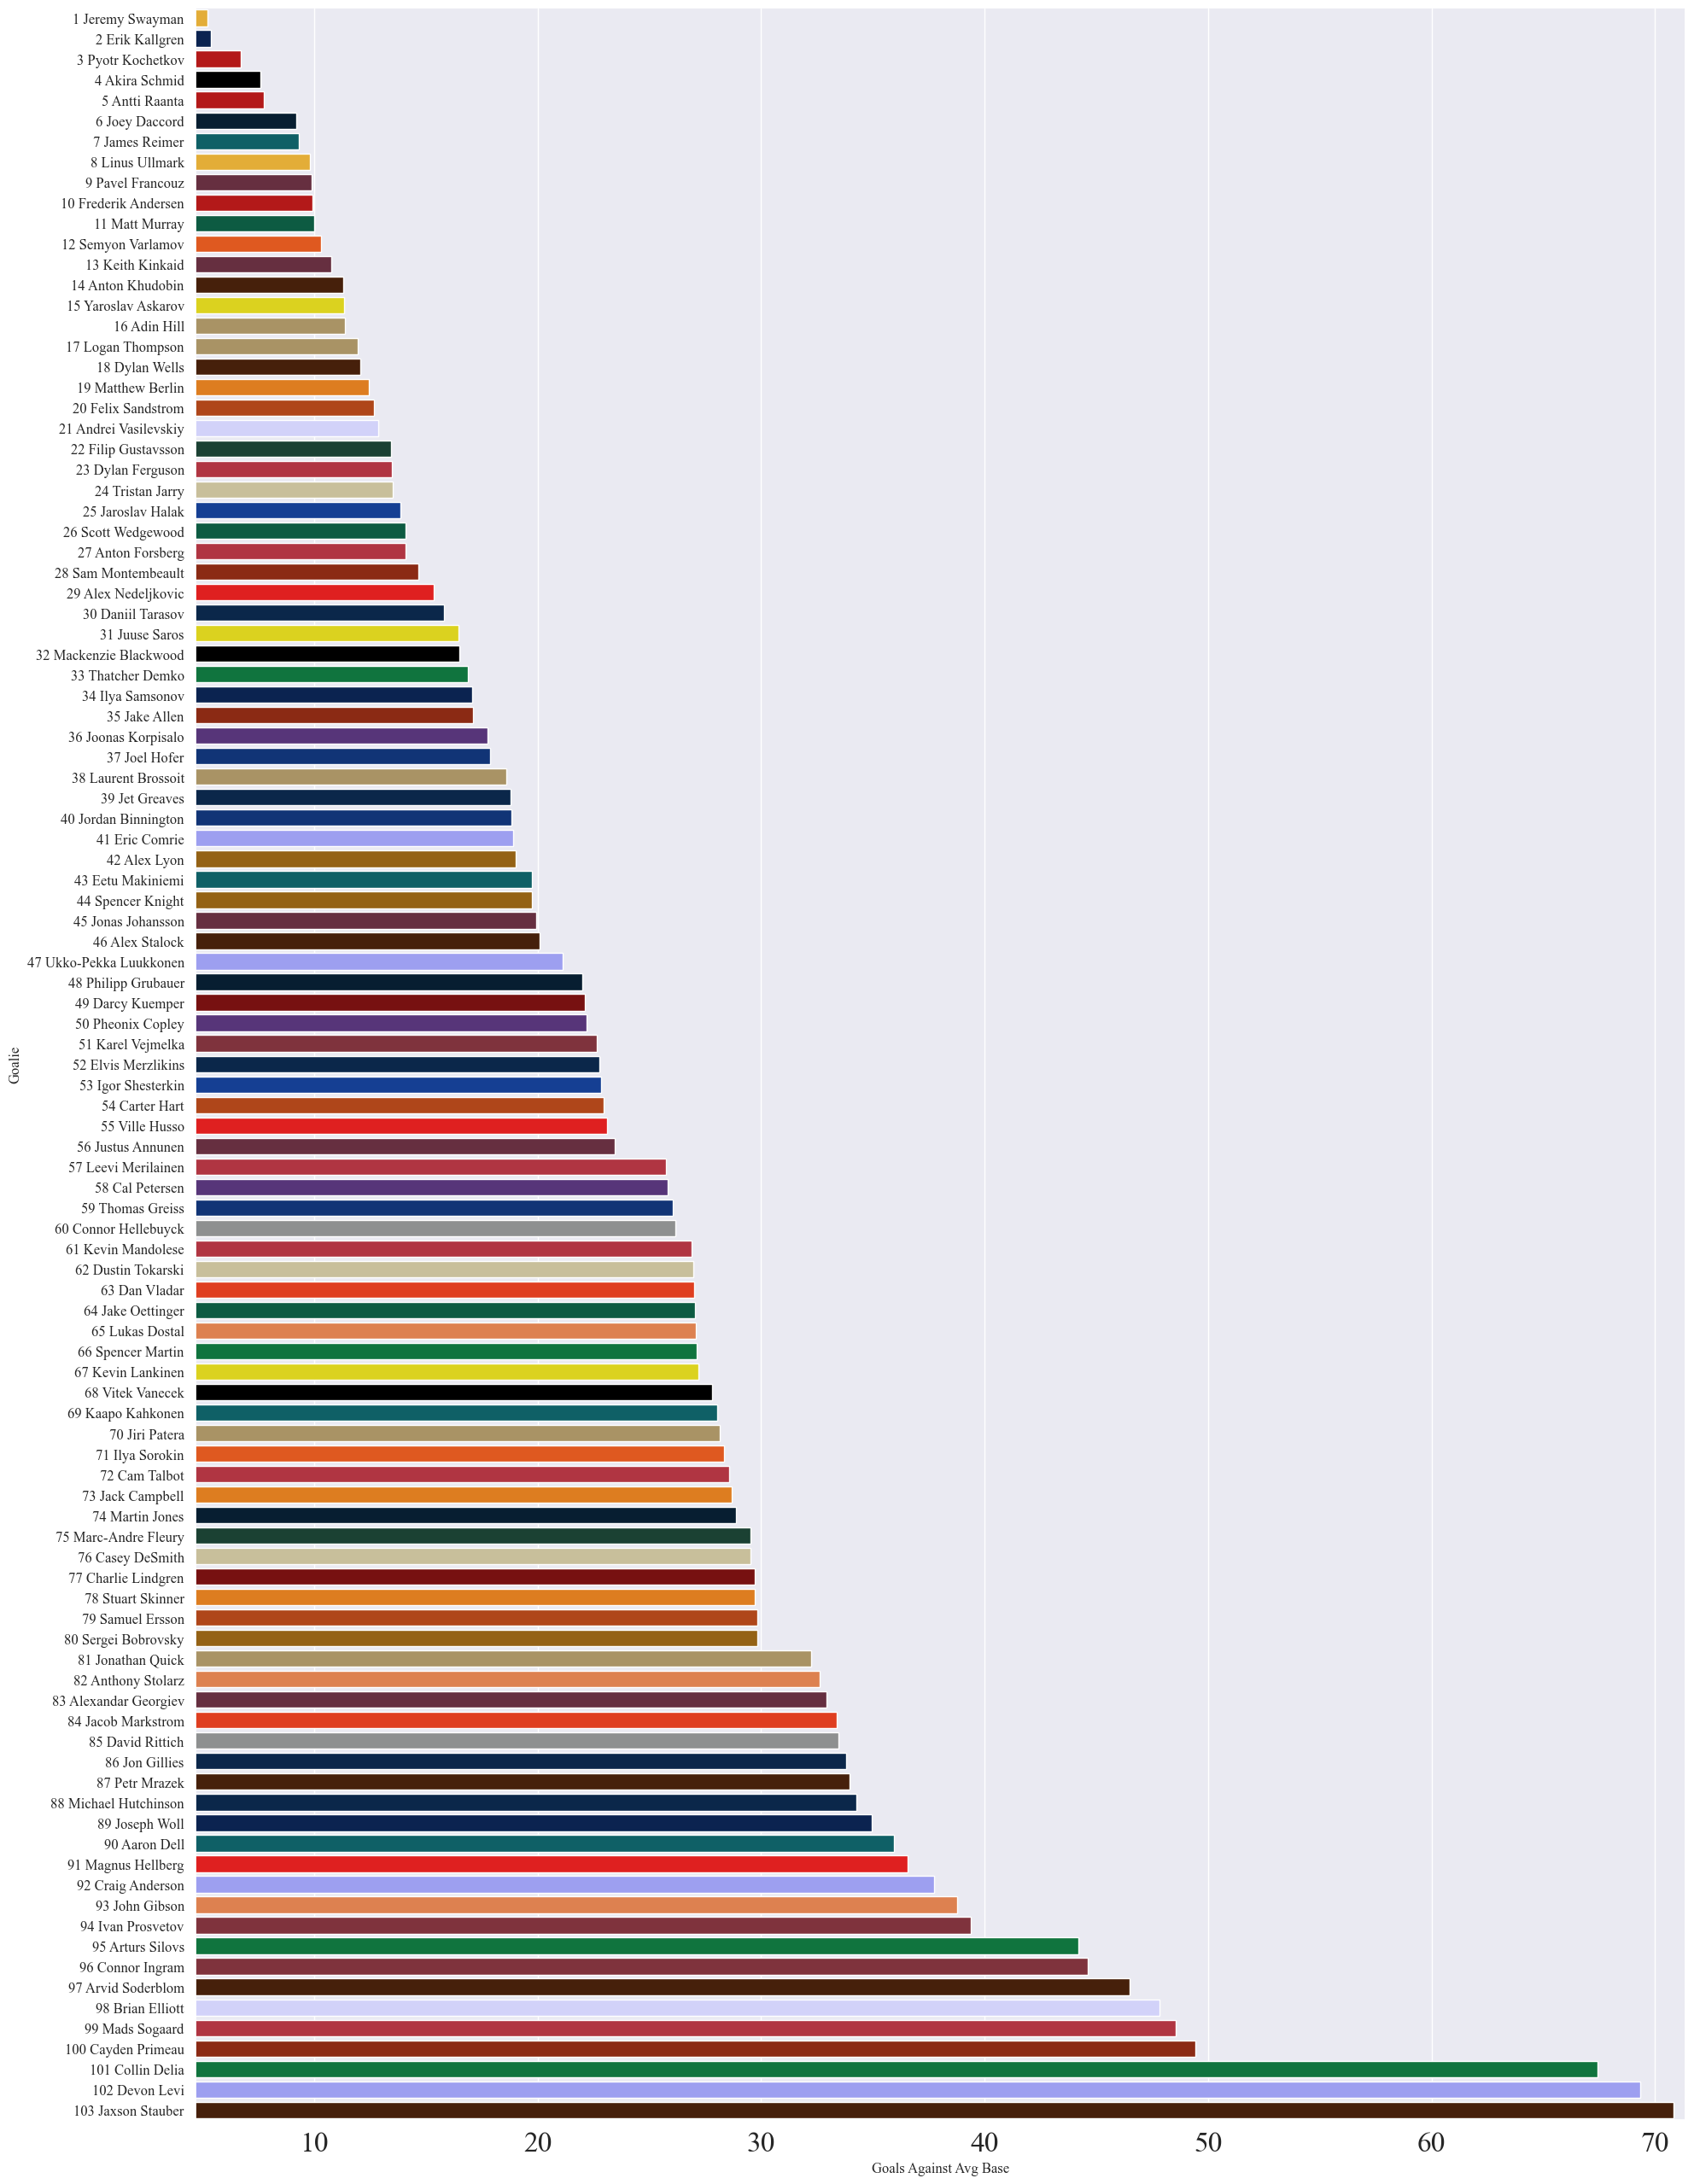 1 Jeremy Swayman
2 Erik Kallgren
3 Pyotr Kochetkov
4 Akira Schmid
5 Antti Raanta
6 Joey Daccord
7 James Reimer
8 Linus Ullmark
9 Pavel Francouz
10 Frederik Andersen
11 Matt Murray
12 Semyon Varlamov
13 Keith Kinkaid
14 Anton Khudobin
15 Yaroslav Askarov
16 Adin Hill
17 Logan Thompson
18 Dylan Wells
19 Matthew Berlin
20 Felix Sandstrom
21 Andrei Vasilevskiy
22 Filip Gustavsson
23 Dylan Ferguson
24 Tristan Jarry
25 Jaroslav Halak
26 Scott Wedgewood
27 Anton Forsberg
28 Sam Montembeault
29 Alex Nedeljkovic
30 Daniil Tarasov
31 Juuse Saros
32 Mackenzie Blackwood
33 Thatcher Demko
34 Ilya Samsonov
35 Jake Allen
36 Joonas Korpisalo
37 Joel Hofer
38 Laurent Brossoit
39 Jet Greaves
40 Jordan Binnington
41 Eric Comrie
42 Alex Lyon
43 Eetu Makiniemi
44 Spencer Knight
45 Jonas Johansson
46 Alex Stalock
47 Ukko-Pekka Luukkonen
48 Philipp Grubauer
49 Darcy Kuemper
50 Pheonix Copley
51 Karel Vejmelka
52 Elvis Merzlikins
53 Igor Shesterkin
54 Carter Hart
55 Ville Husso
56 Justus Annunen
57 Leevi Merilainen
58 Cal Petersen
59 Thomas Greiss
60 Connor Hellebuyck
61 Kevin Mandolese
62 Dustin Tokarski
63 Dan Vladar
64 Jake Oettinger
65 Lukas Dostal
66 Spencer Martin
67 Kevin Lankinen
68 Vitek Vanecek
69 Kaapo Kahkonen
70 Jiri Patera
71 Ilya Sorokin
72 Cam Talbot
73 Jack Campbell
74 Martin Jones
75 Marc-Andre Fleury
76 Casey DeSmith
77 Charlie Lindgren
78 Stuart Skinner
79 Samuel Ersson
80 Sergei Bobrovsky
81 Jonathan Quick
82 Anthony Stolarz
83 Alexandar Georgiev
84 Jacob Markstrom
85 David Rittich
86 Jon Gillies
87 Petr Mrazek
88 Michael Hutchinson
89 Joseph Woll
90 Aaron Dell
91 Magnus Hellberg
92 Craig Anderson
93 John Gibson
94 Ivan Prosvetov
95 Arturs Silovs
96 Connor Ingram
97 Arvid Soderblom
98 Brian Elliott
99 Mads Sogaard
100 Cayden Primeau
101 Collin Delia
102 Devon Levi
103 Jaxson Stauber
Goalie
10 20 30 40 50 60 70
Goals Against Avg Base